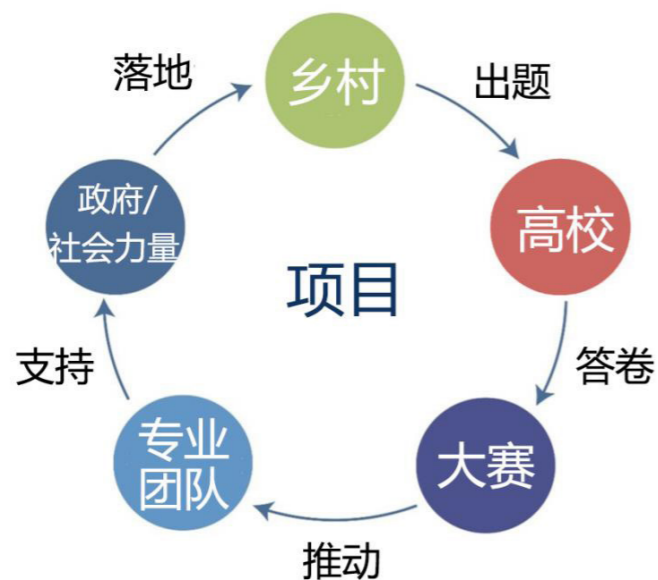 乡村
出题
高校
答卷
大赛
推动
专业
团队
支持
政府/
社会力量
落地
项目